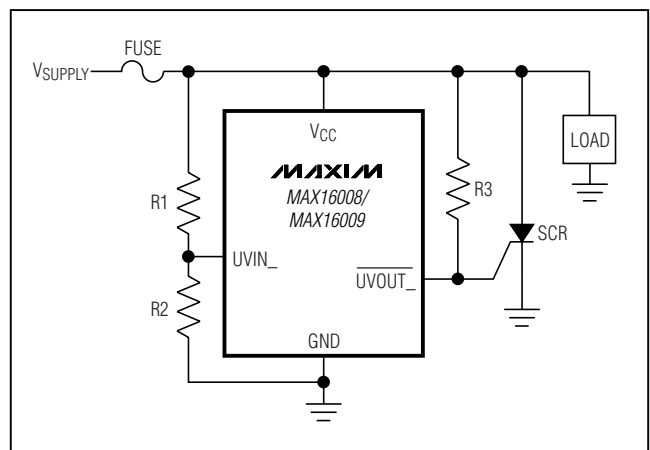 FUSE
VSUPPLY
VCC
LOAD
MAXIM
MAX16008/
MAX16009
R1
R3
SCR
UVIN_
UVOUT_
R2
GND